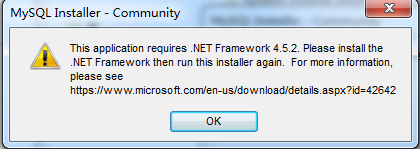 MySQL Installer - Community
This application requires .NET Framework 4.5.2. Please install the
.NET Framework then run this installer again. For more information,
please see
https://www.microsoft.com/en-us/download/details.aspx?id=42642
OK